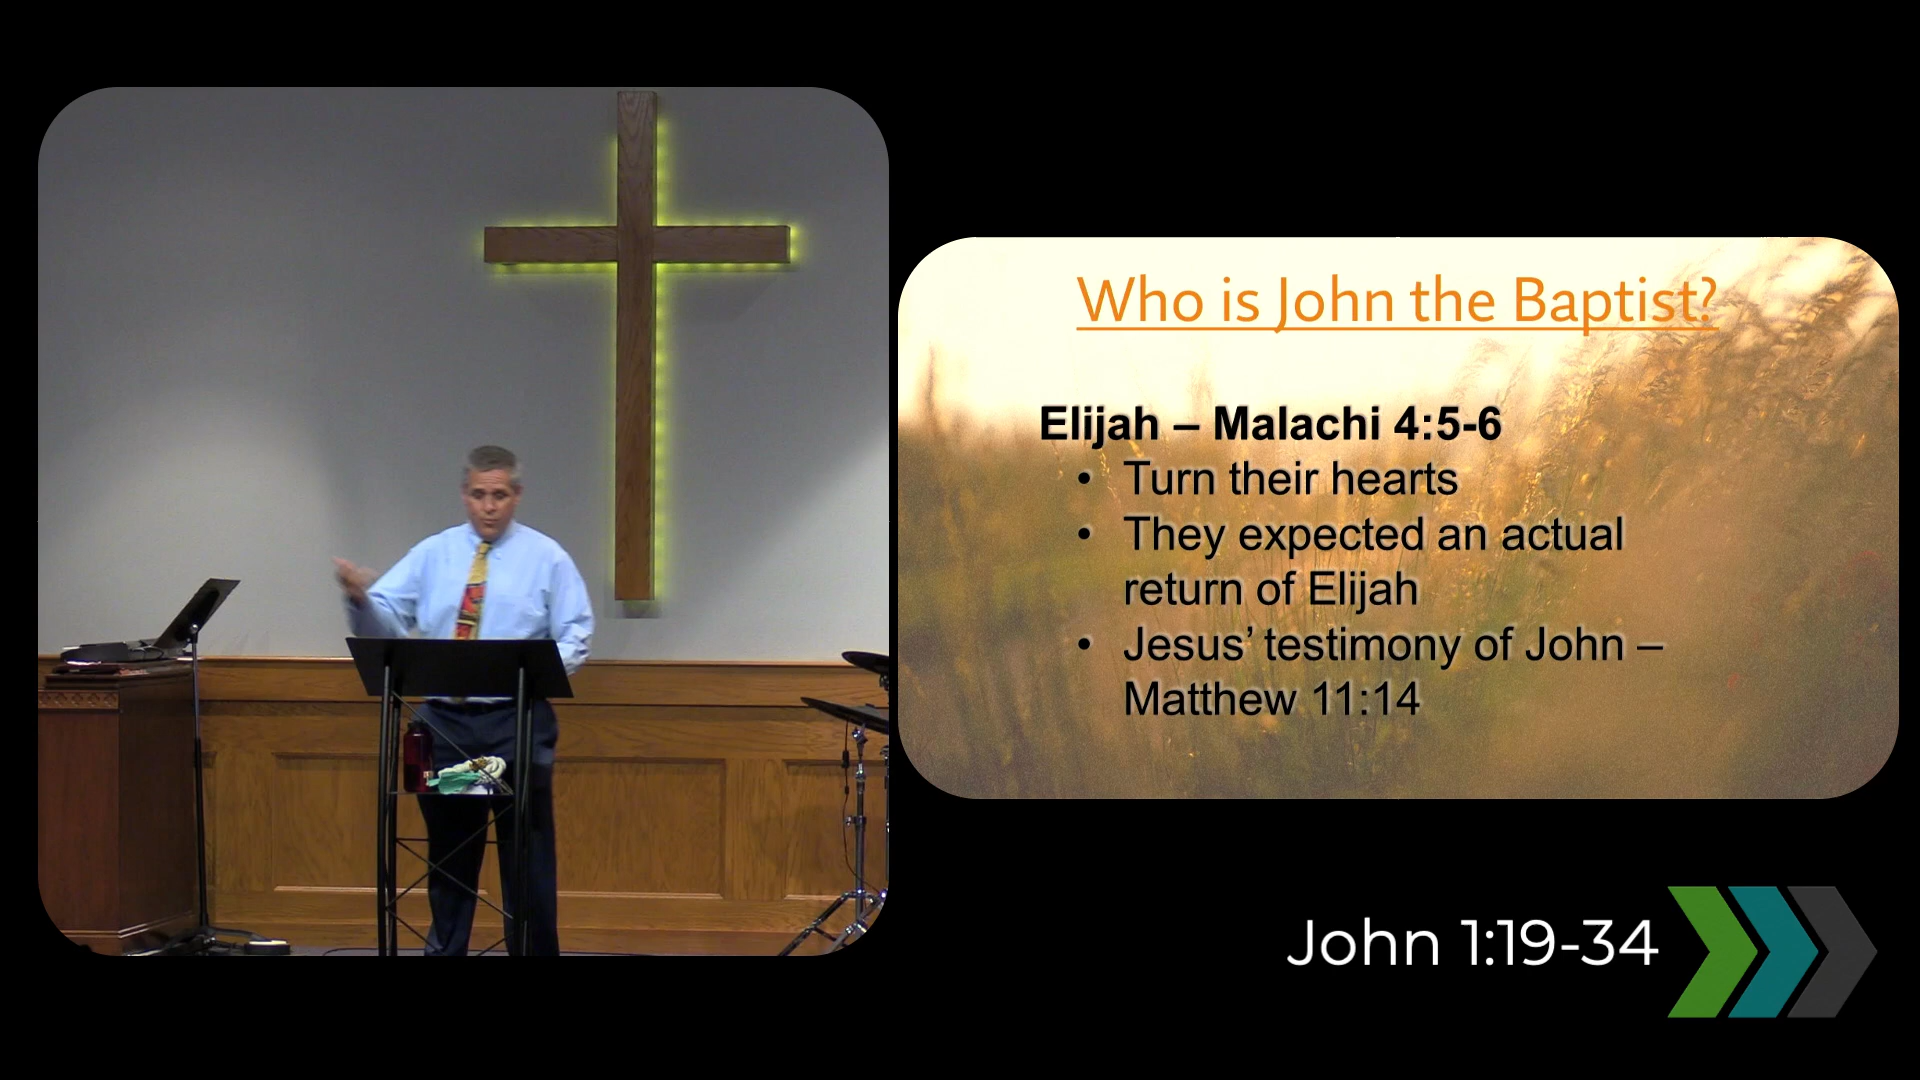 Who is John the Baptist?
Elijah – Malachi 4:5-6
• Turn their hearts
• They expected an actual
return of Elijah
• Jesus’ testimony of John –
Matthew 11:14
John 1:19-34